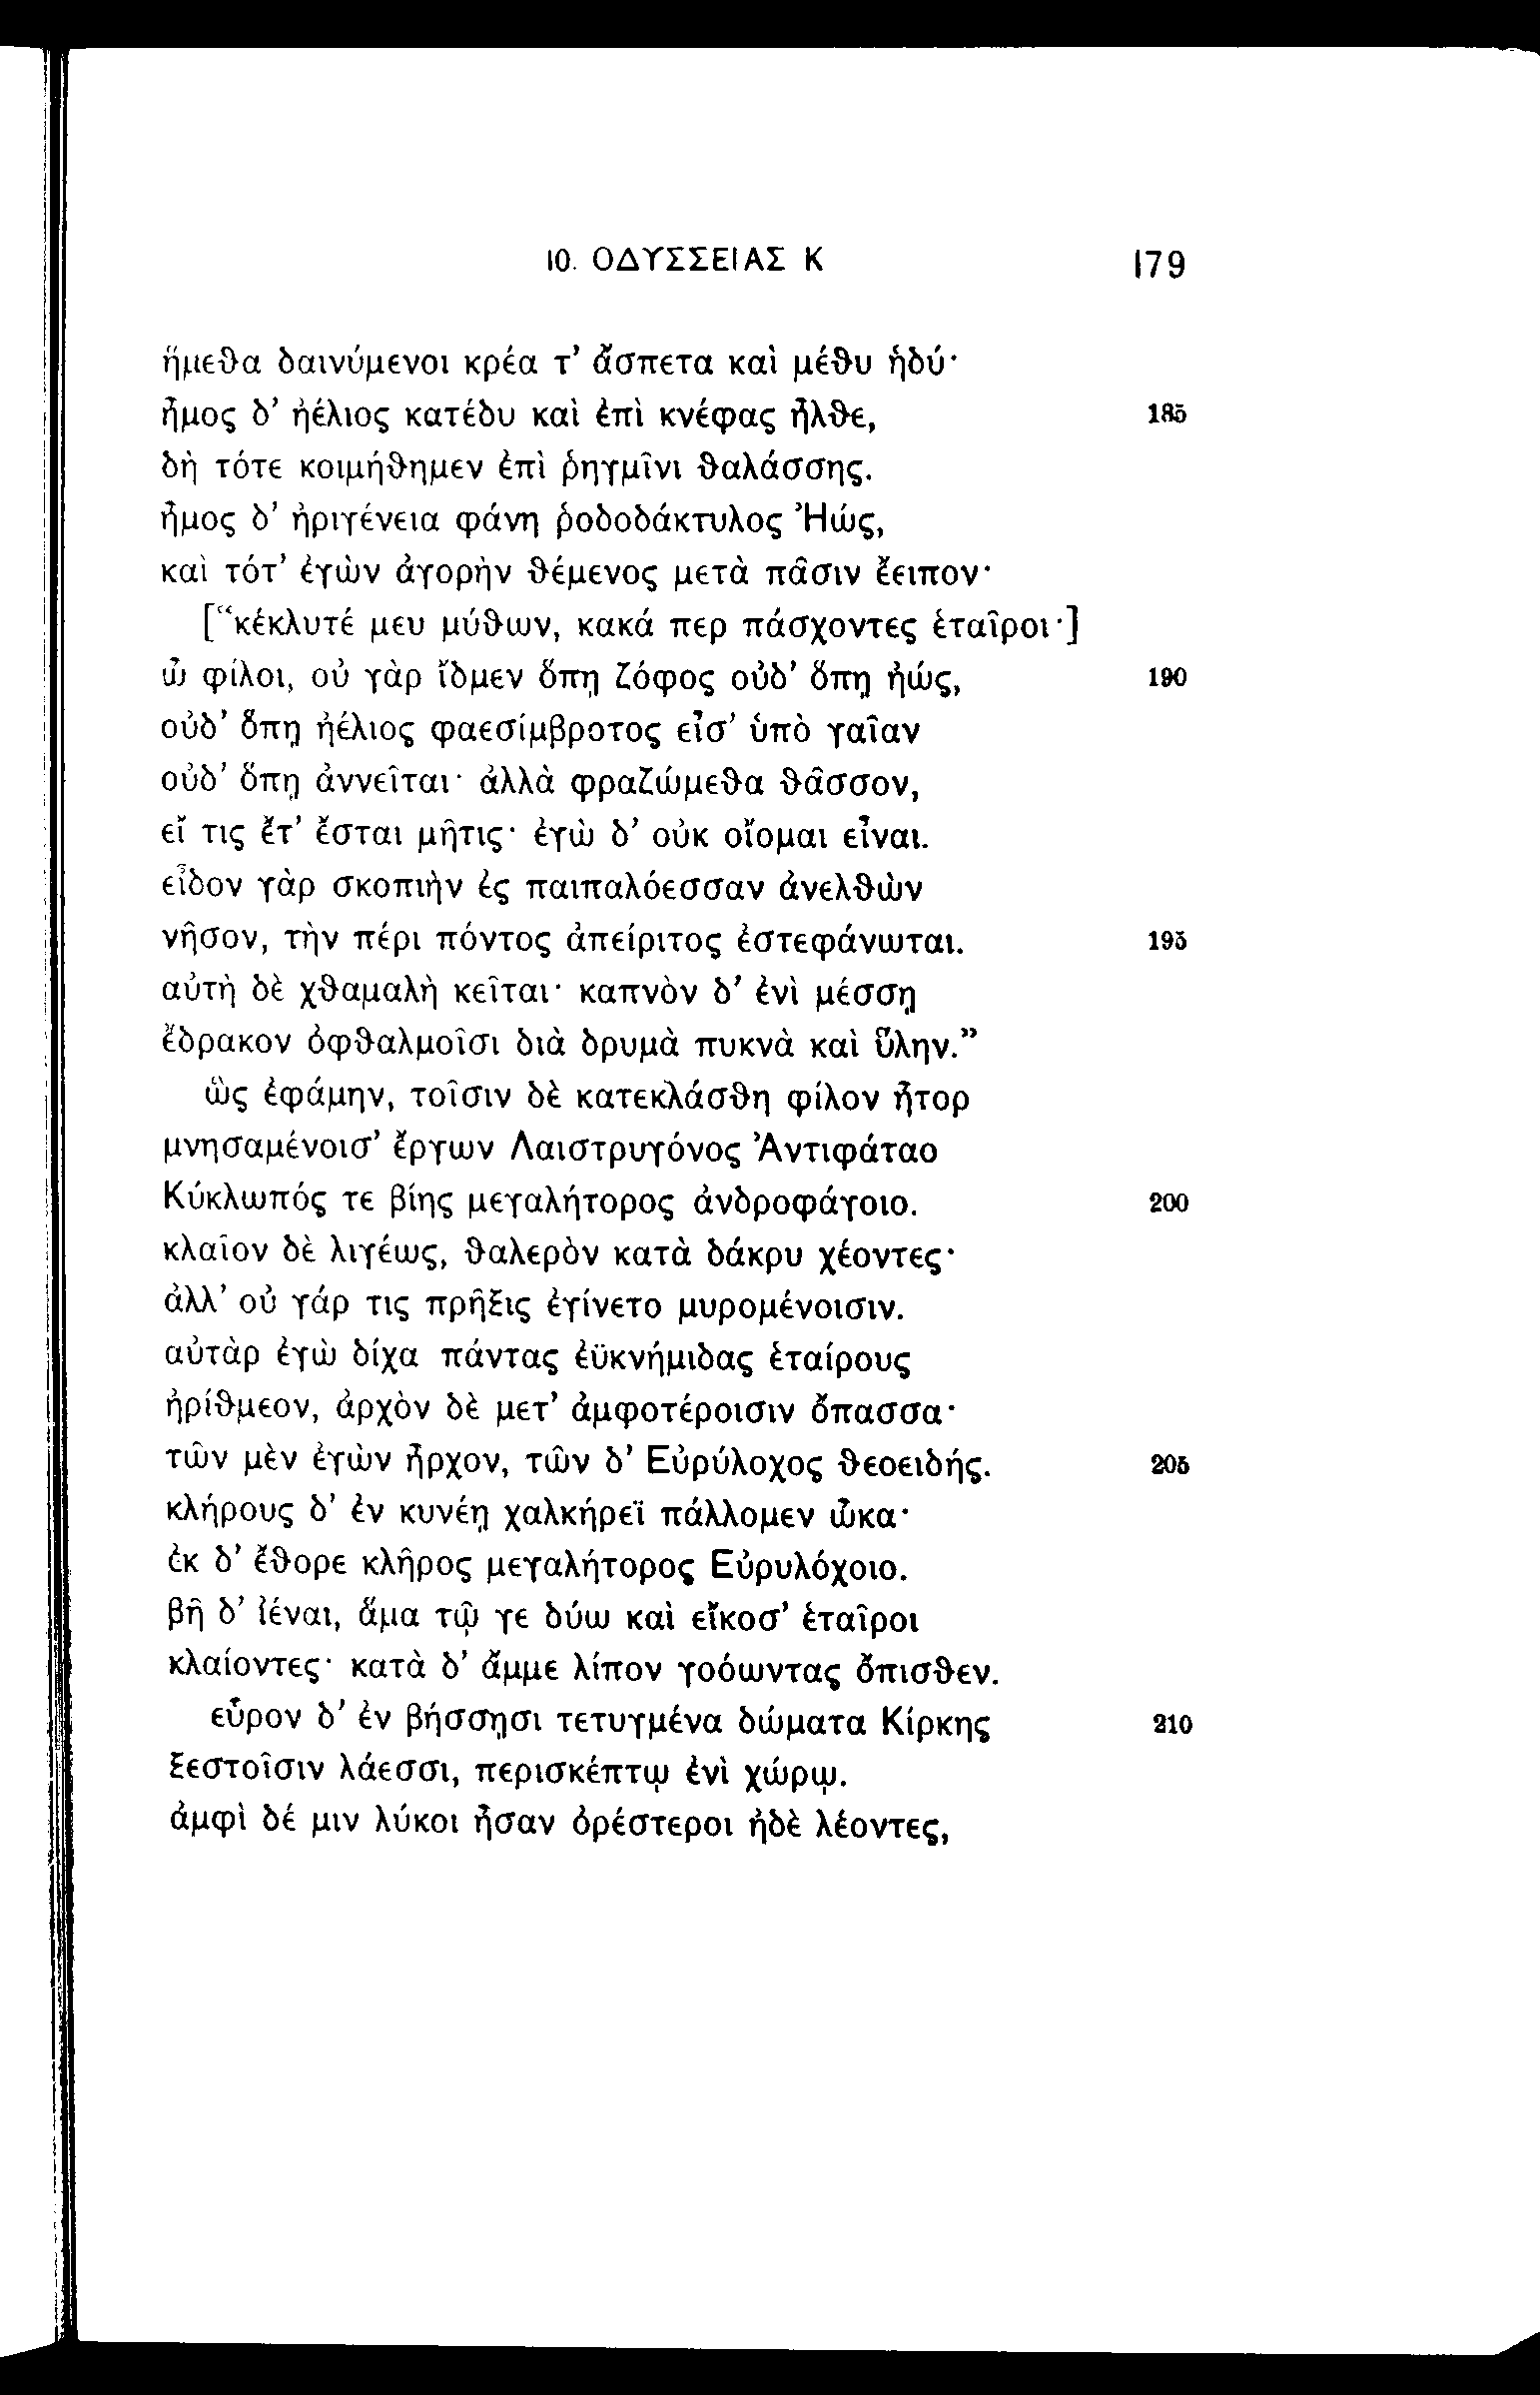 10. ΟΔΥΣΣΕΙΑΣ Κ 179
ἥμεϑα δαινύμενοι κρέα τ’ ἄσπετα καὶ μέϑυ ἡδύ·
ἦμος δ’ ἠέλιος κατέδυ καὶ ἐπὶ κνέφας ἦλϑε, 185
δὴ τότε κοιμήϑημεν ἐπὶ ῥηγμῖνι ϑαλάσσης.
ἦμος δ’ ἠριγένεια φάνη ῥοδοδάκτυλος Ἠώς,
καὶ τότ’ ἐγὼν ἀγορὴν ϑέμενος μετὰ πᾶσιν ἔειπον·
[“κέκλυτέ μευ μύϑων, κακά περ πάσχοντες ἑταῖροι·]
ὦ φίλοι, οὐ γὰρ ἴδμεν ὅπῃ ζόφος οὐδ’ ὅπῃ ἠώς, 190
οὐδ’ ὅπῃ ἠέλιος φαεσίμβροτος εἶσ’ ὑπὸ γαῖαν
οὐδ’ ὅπῃ ἀννεῖται· ἀλλὰ φραζώμεϑα ϑᾶσσον,
εἴ τις ἔτ’ ἔσται μῆτις· ἐγὼ δ’ οὐκ οἴομαι εἶναι.
εἶδον γὰρ σκοπιὴν ἐς παιπαλόεσσαν ἀνελϑὼν
νῆσον, τὴν πέρι πόντος ἀπείριτος ἐστεφάνωται. 195
αὐτὴ δὲ χϑαμαλὴ κεῖται· καπνὸν δ’ ἐνὶ μέσσῃ
ἔδρακον ὀφϑαλμοῖσι διὰ δρυμὰ πυκνὰ καὶ ὕλην.”
ὣς ἐφάμην, τοῖσιν δὲ κατεκλάσϑη φίλον ἦτορ
μνησαμένοισ’ ἔργων Λαιστρυγόνος Ἀντιφάταο
Κύκλωπός τε βίης μεγαλήτορος ἀνδροφάγοιο. 200
κλαῖον δὲ λιγέως, ϑαλερὸν κατὰ δάκρυ χέοντες·
ἀλλ’ οὐ γάρ τις πρῆξις ἐγίνετο μυρομένοισιν.
αὐτὰρ ἐγὼ δίχα πάντας ἐϋκνήμιδας ἑταίρους
ἠρίϑμεον, ἀρχὸν δὲ μετ’ ἀμφοτέροισιν ὄπασσα·
τῶν μὲν ἐγὼν ἦρχον, τῶν δ’ Εὐρύλοχος ϑεοειδής. 205
κλήρους δ’ ἐν κυνέῃ χαλκήρεϊ πάλλομεν ὦκα·
ἐκ δ’ ἔϑορε κλῆρος μεγαλήτορος Εὐρυλόχοιο.
βῆ δ’ ἰέναι, ἅμα τῷ γε δύω καὶ εἴκοσ’ ἑταῖροι
κλαίοντες· κατὰ δ’ ἄμμε λίπον γοόωντας ὄπισϑεν.
εὗρον δ’ ἐν βήσσῃσι τετυγμένα δώματα Κίρκης 210
ξεστοῖσιν λάεσσι, περισκέπτῳ ἐνὶ χώρῳ.
ἀμφὶ δέ μιν λύκοι ἦσαν ὀρέστεροι ἠδὲ λέοντες,